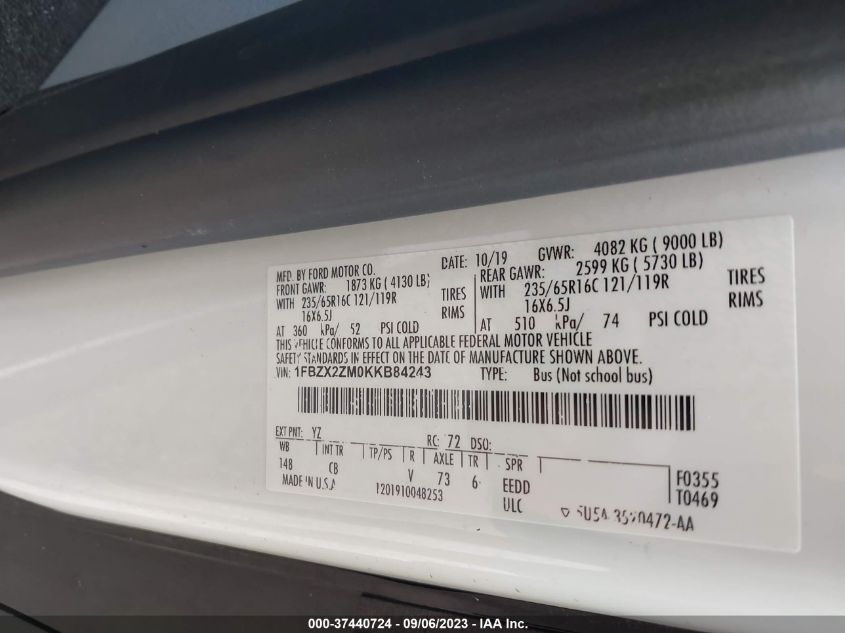 MFD. BY FORD MOTOR CO. DATE: 10/19 GVWR: 4082 KG ( 9000 LB)
FRONT GAWR: 1873 KG ( 4130 LB) REAR GAWR: 2599 KG ( 5730 LB)
WITH 235/65R16C 121/119R TIRES WITH 235/65R16C 121/119R TIRES
16X6.5J RIMS 16X6.5J RIMS
AT 360 kPa/ 52 PSI COLD AT 510 kPa/ 74 PSI COLD
THIS VEHICLE CONFORMS TO ALL APPLICABLE FEDERAL MOTOR VEHICLE
SAFETY STANDARDS IN EFFECT ON THE DATE OF MANUFACTURE SHOWN ABOVE.
VIN: 1FBZX2ZM0KKB84243 TYPE: Bus (Not school bus)
EXT PNT: YZ RC: 72 DSO:
WB INT TR TP/PS R AXLE TR SPR
148 CB V 73 6 EEDD F0355
MADE IN U.S.A 1201910048253 ULC T0469
000-37440724 - 09/06/2023 - IAA Inc.